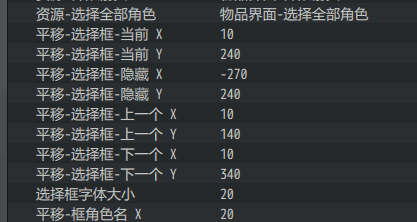 资源-选择全部角色 物品界面-选择全部角色
平移-选择框-当前 X 10
平移-选择框-当前 Y 240
平移-选择框-隐藏 X -270
平移-选择框-隐藏 Y 240
平移-选择框-上一个 X 10
平移-选择框-上一个 Y 140
平移-选择框-下一个 X 10
平移-选择框-下一个 Y 340
选择框字体大小 20
平移-框角色名 X 20